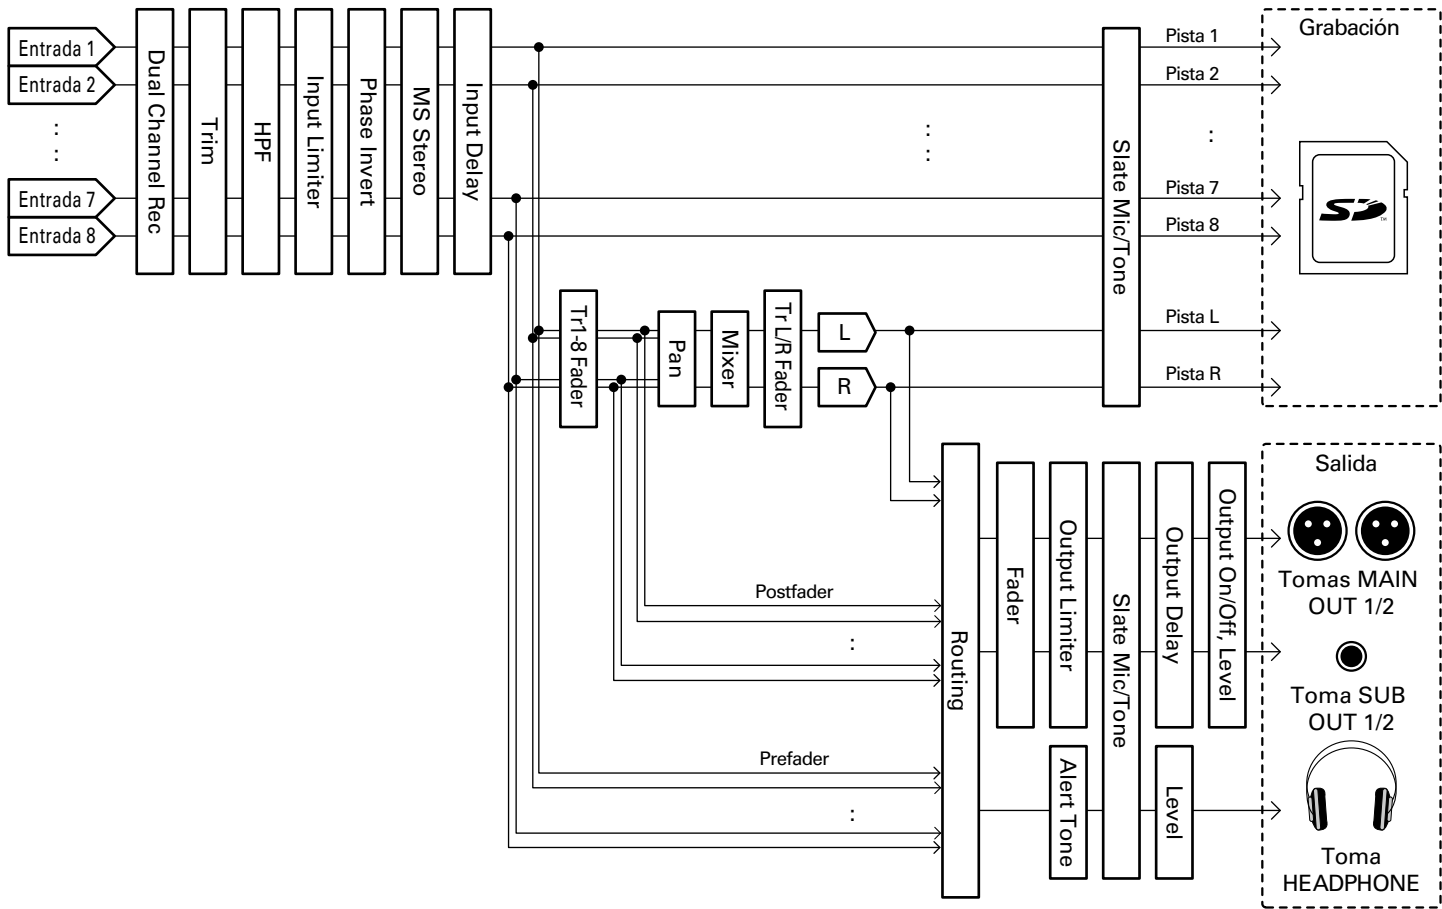 Entrada 1
Entrada 2
:
:
Entrada 7
Entrada 8
Dual Channel Rec
Trim
HPF
Input Limiter
Phase Invert
MS Stereo
Input Delay
:
:
Slate Mic/Tone
Pista 1
Pista 2
:
Pista 7
Pista 8
Pista L
Pista R
Grabación
SD
TM
Tr1-8 Fader
Pan
Mixer
Tr L/R Fader
L
R
Postfader
:
Prefader
:
Routing
Fader
Output Limiter
Alert Tone
Slate Mic/Tone
Output Delay
Level
Output On/Off, Level
Salida
Tomas MAIN
OUT 1/2
Toma SUB
OUT 1/2
Toma
HEADPHONE